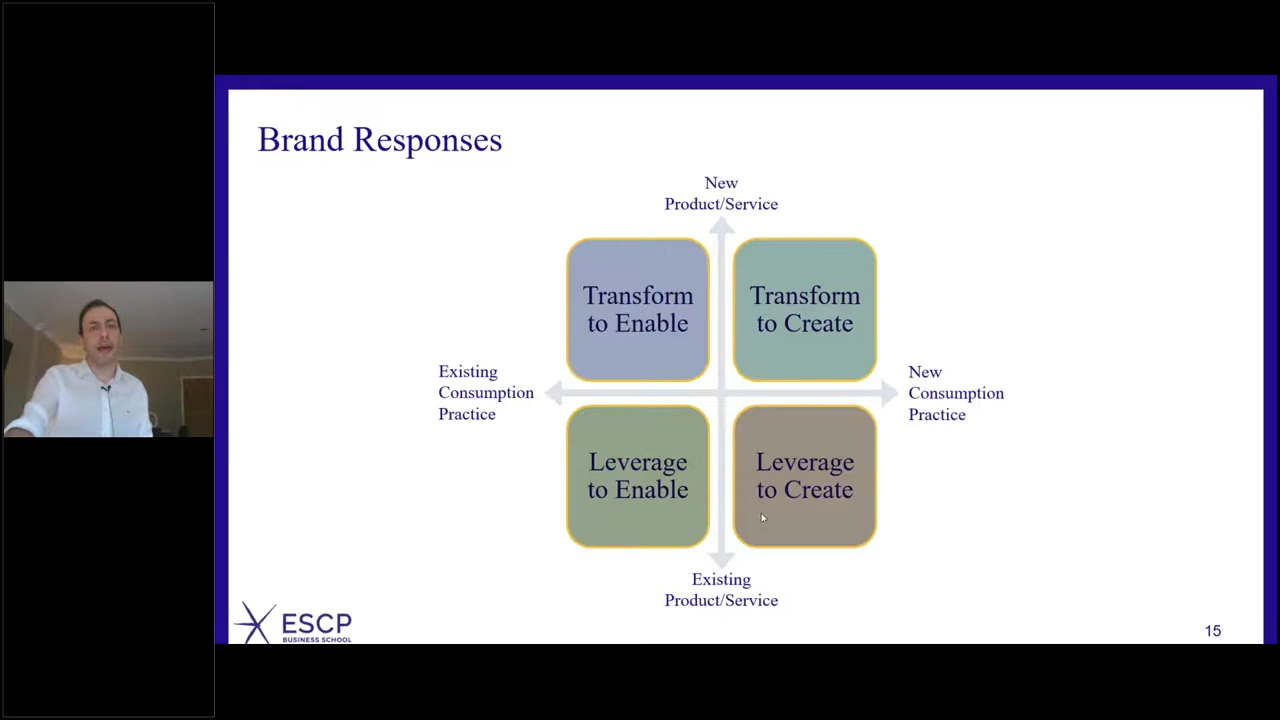 Brand Responses
New
Product/Service
Transform
to Enable
Transform
to Create
Existing
Consumption
Practice
New
Consumption
Practice
Leverage
to Enable
Leverage
to Create
Existing
Product/Service
ESCP
BUSINESS SCHOOL
15